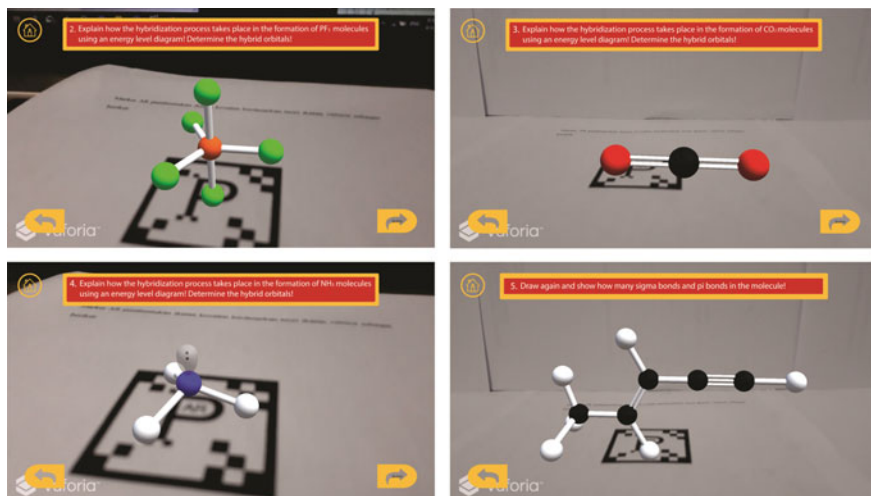 2. Explain how the hybridization process takes place in the formation of PF₅ molecules
using an energy level diagram! Determine the hybrid orbitals!
vuforia™
3. Explain how the hybridization process takes place in the formation of CO₂ molecules
using an energy level diagram! Determine the hybrid orbitals!
vuforia™
4. Explain how the hybridization process takes place in the formation of NH₃ molecules
using an energy level diagram! Determine the hybrid orbitals!
vuforia™
5. Draw again and show how many sigma bonds and pi bonds in the molecule!
vuforia™